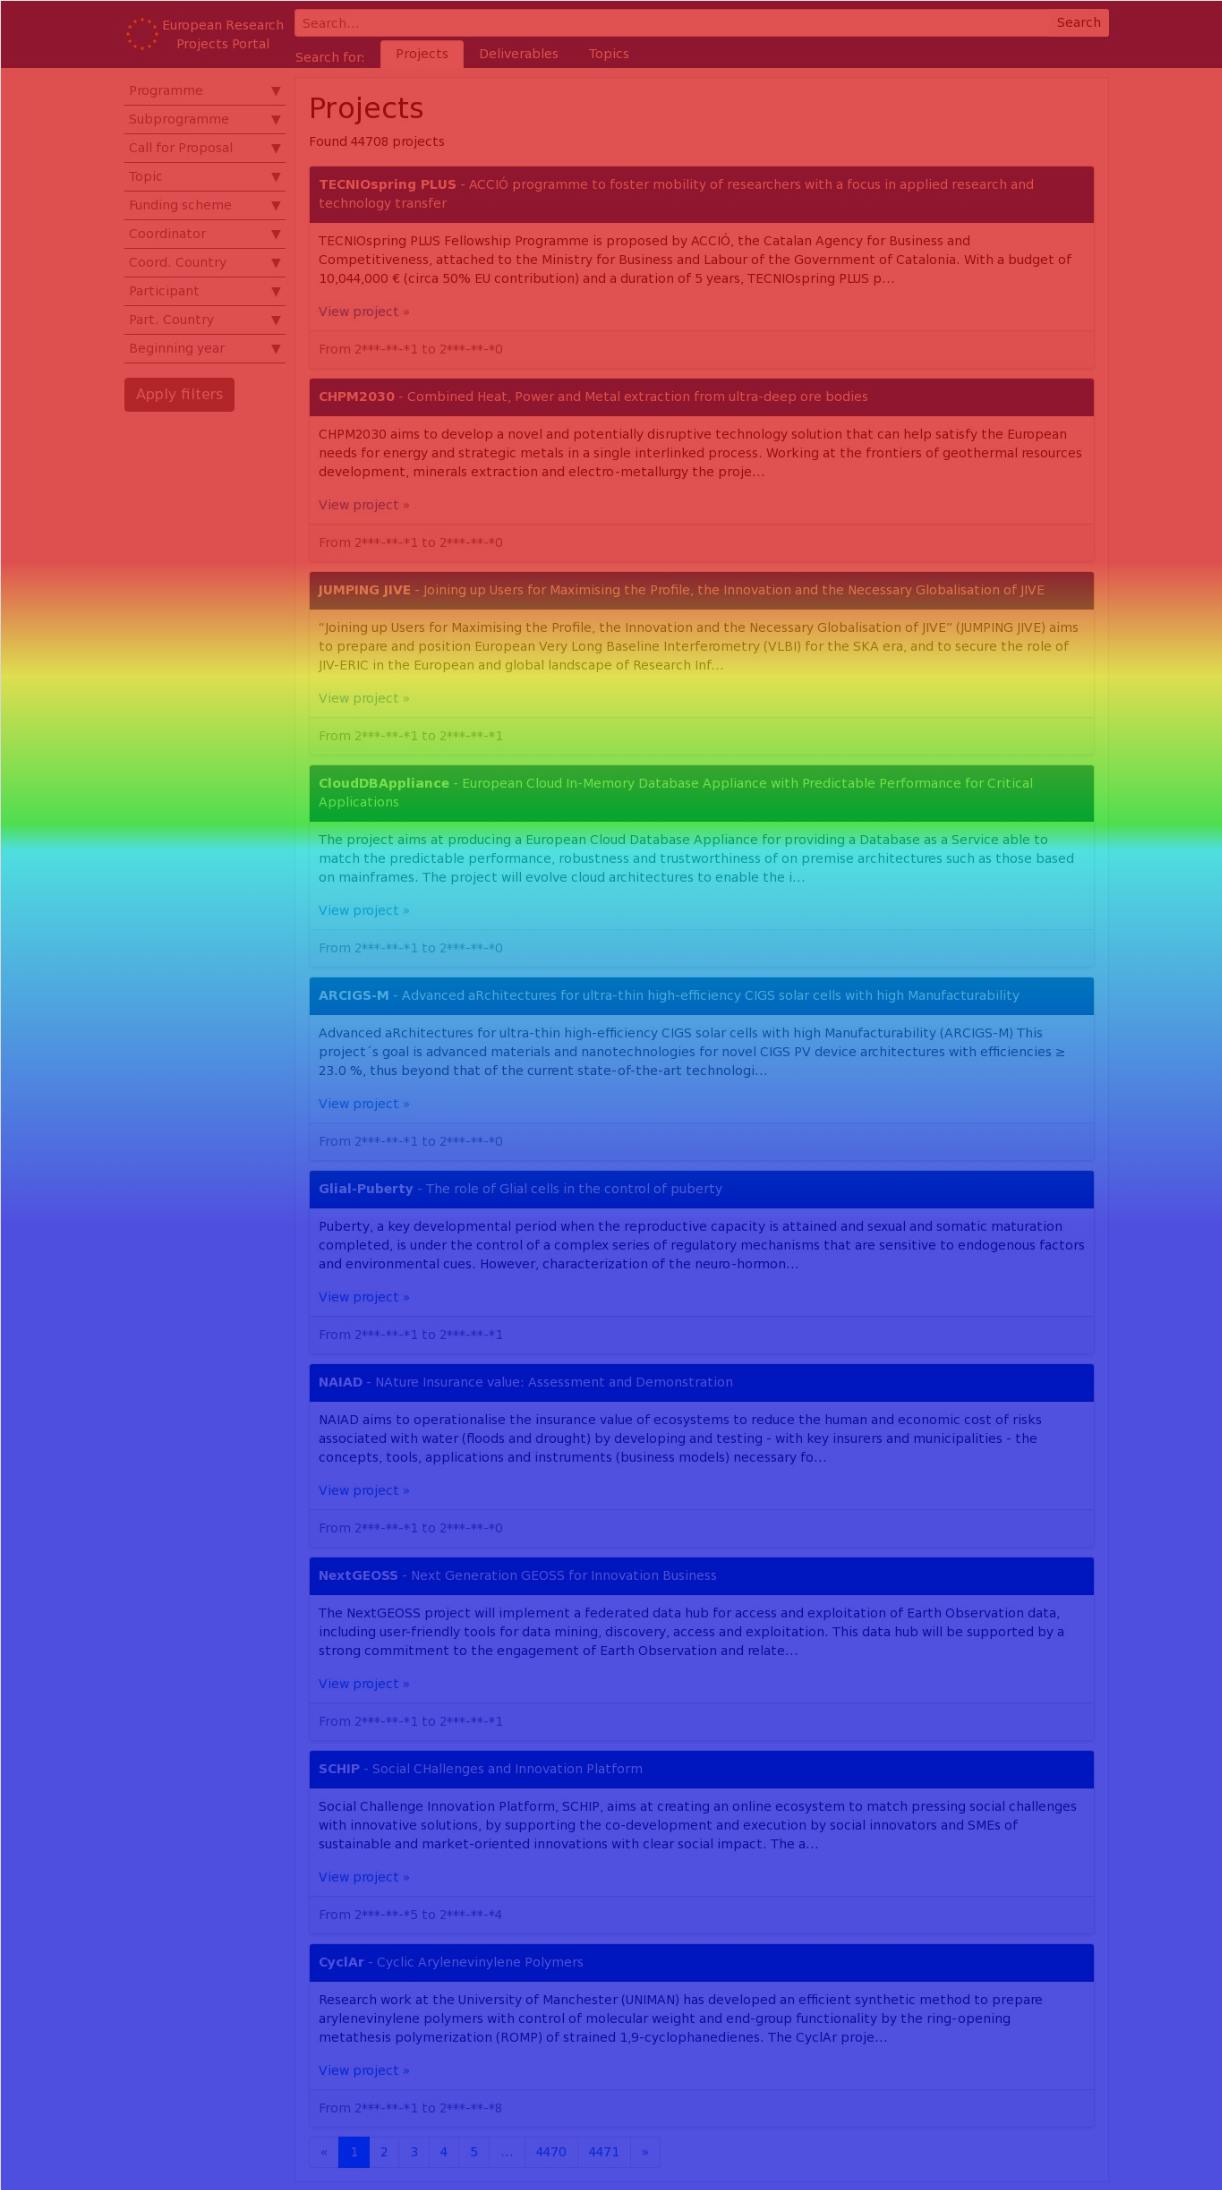 European Research
Projects Portal
Search...
Search
Search for:
Projects
Deliverables
Topics
Programme ▼
Subprogramme ▼
Call for Proposal ▼
Topic ▼
Funding scheme ▼
Coordinator ▼
Coord. Country ▼
Participant ▼
Part. Country ▼
Beginning year ▼
Apply filters
Projects
Found 44708 projects
TECNIOspring PLUS - ACCIÓ programme to foster mobility of researchers with a focus in applied research and
technology transfer
TECNIOspring PLUS Fellowship Programme is proposed by ACCIÓ, the Catalan Agency for Business and
Competitiveness, attached to the Ministry for Business and Labour of the Government of Catalonia. With a budget of
10,044,000 € (circa 50% EU contribution) and a duration of 5 years, TECNIOspring PLUS p...
View project »
From 2***-**-*1 to 2***-**-*0
CHPM2030 - Combined Heat, Power and Metal extraction from ultra-deep ore bodies
CHPM2030 aims to develop a novel and potentially disruptive technology solution that can help satisfy the European
needs for energy and strategic metals in a single interlinked process. Working at the frontiers of geothermal resources
development, minerals extraction and electro-metallurgy the proje...
View project »
From 2***-**-*1 to 2***-**-*0
JUMPING JIVE - Joining up Users for Maximising the Profile, the Innovation and the Necessary Globalisation of JIVE
“Joining up Users for Maximising the Profile, the Innovation and the Necessary Globalisation of JIVE” (JUMPING JIVE) aims
to prepare and position European Very Long Baseline Interferometry (VLBI) for the SKA era, and to secure the role of
JIV-ERIC in the European and global landscape of Research Inf...
View project »
From 2***-**-*1 to 2***-**-*1
CloudDBAppliance - European Cloud In-Memory Database Appliance with Predictable Performance for Critical
Applications
The project aims at producing a European Cloud Database Appliance for providing a Database as a Service able to
match the predictable performance, robustness and trustworthiness of on premise architectures such as those based
on mainframes. The project will evolve cloud architectures to enable the i...
View project »
From 2***-**-*1 to 2***-**-*0
ARCIGS-M - Advanced aRchitectures for ultra-thin high-efficiency CIGS solar cells with high Manufacturability
Advanced aRchitectures for ultra-thin high-efficiency CIGS solar cells with high Manufacturability (ARCIGS-M) This
project´s goal is advanced materials and nanotechnologies for novel CIGS PV device architectures with efficiencies ≥
23.0 %, thus beyond that of the current state-of-the-art technologi...
View project »
From 2***-**-*1 to 2***-**-*0
Glial-Puberty - The role of Glial cells in the control of puberty
Puberty, a key developmental period when the reproductive capacity is attained and sexual and somatic maturation
completed, is under the control of a complex series of regulatory mechanisms that are sensitive to endogenous factors
and environmental cues. However, characterization of the neuro-hormon...
View project »
From 2***-**-*1 to 2***-**-*1
NAIAD - NAture Insurance value: Assessment and Demonstration
NAIAD aims to operationalise the insurance value of ecosystems to reduce the human and economic cost of risks
associated with water (floods and drought) by developing and testing - with key insurers and municipalities - the
concepts, tools, applications and instruments (business models) necessary fo...
View project »
From 2***-**-*1 to 2***-**-*0
NextGEOSS - Next Generation GEOSS for Innovation Business
The NextGEOSS project will implement a federated data hub for access and exploitation of Earth Observation data,
including user-friendly tools for data mining, discovery, access and exploitation. This data hub will be supported by a
strong commitment to the engagement of Earth Observation and relate...
View project »
From 2***-**-*1 to 2***-**-*1
SCHIP - Social CHallenges and Innovation Platform
Social Challenge Innovation Platform, SCHIP, aims at creating an online ecosystem to match pressing social challenges
with innovative solutions, by supporting the co-development and execution by social innovators and SMEs of
sustainable and market-oriented innovations with clear social impact. The a...
View project »
From 2***-**-*5 to 2***-**-*4
CyclAr - Cyclic Arylenevinylene Polymers
Research work at the University of Manchester (UNIMAN) has developed an efficient synthetic method to prepare
arylenevinylene polymers with control of molecular weight and end-group functionality by the ring-opening
metathesis polymerization (ROMP) of strained 1,9-cyclophanedienes. The CyclAr proje...
View project »
From 2***-**-*1 to 2***-**-*8
« 1 2 3 4 5 ... 4470 4471 »